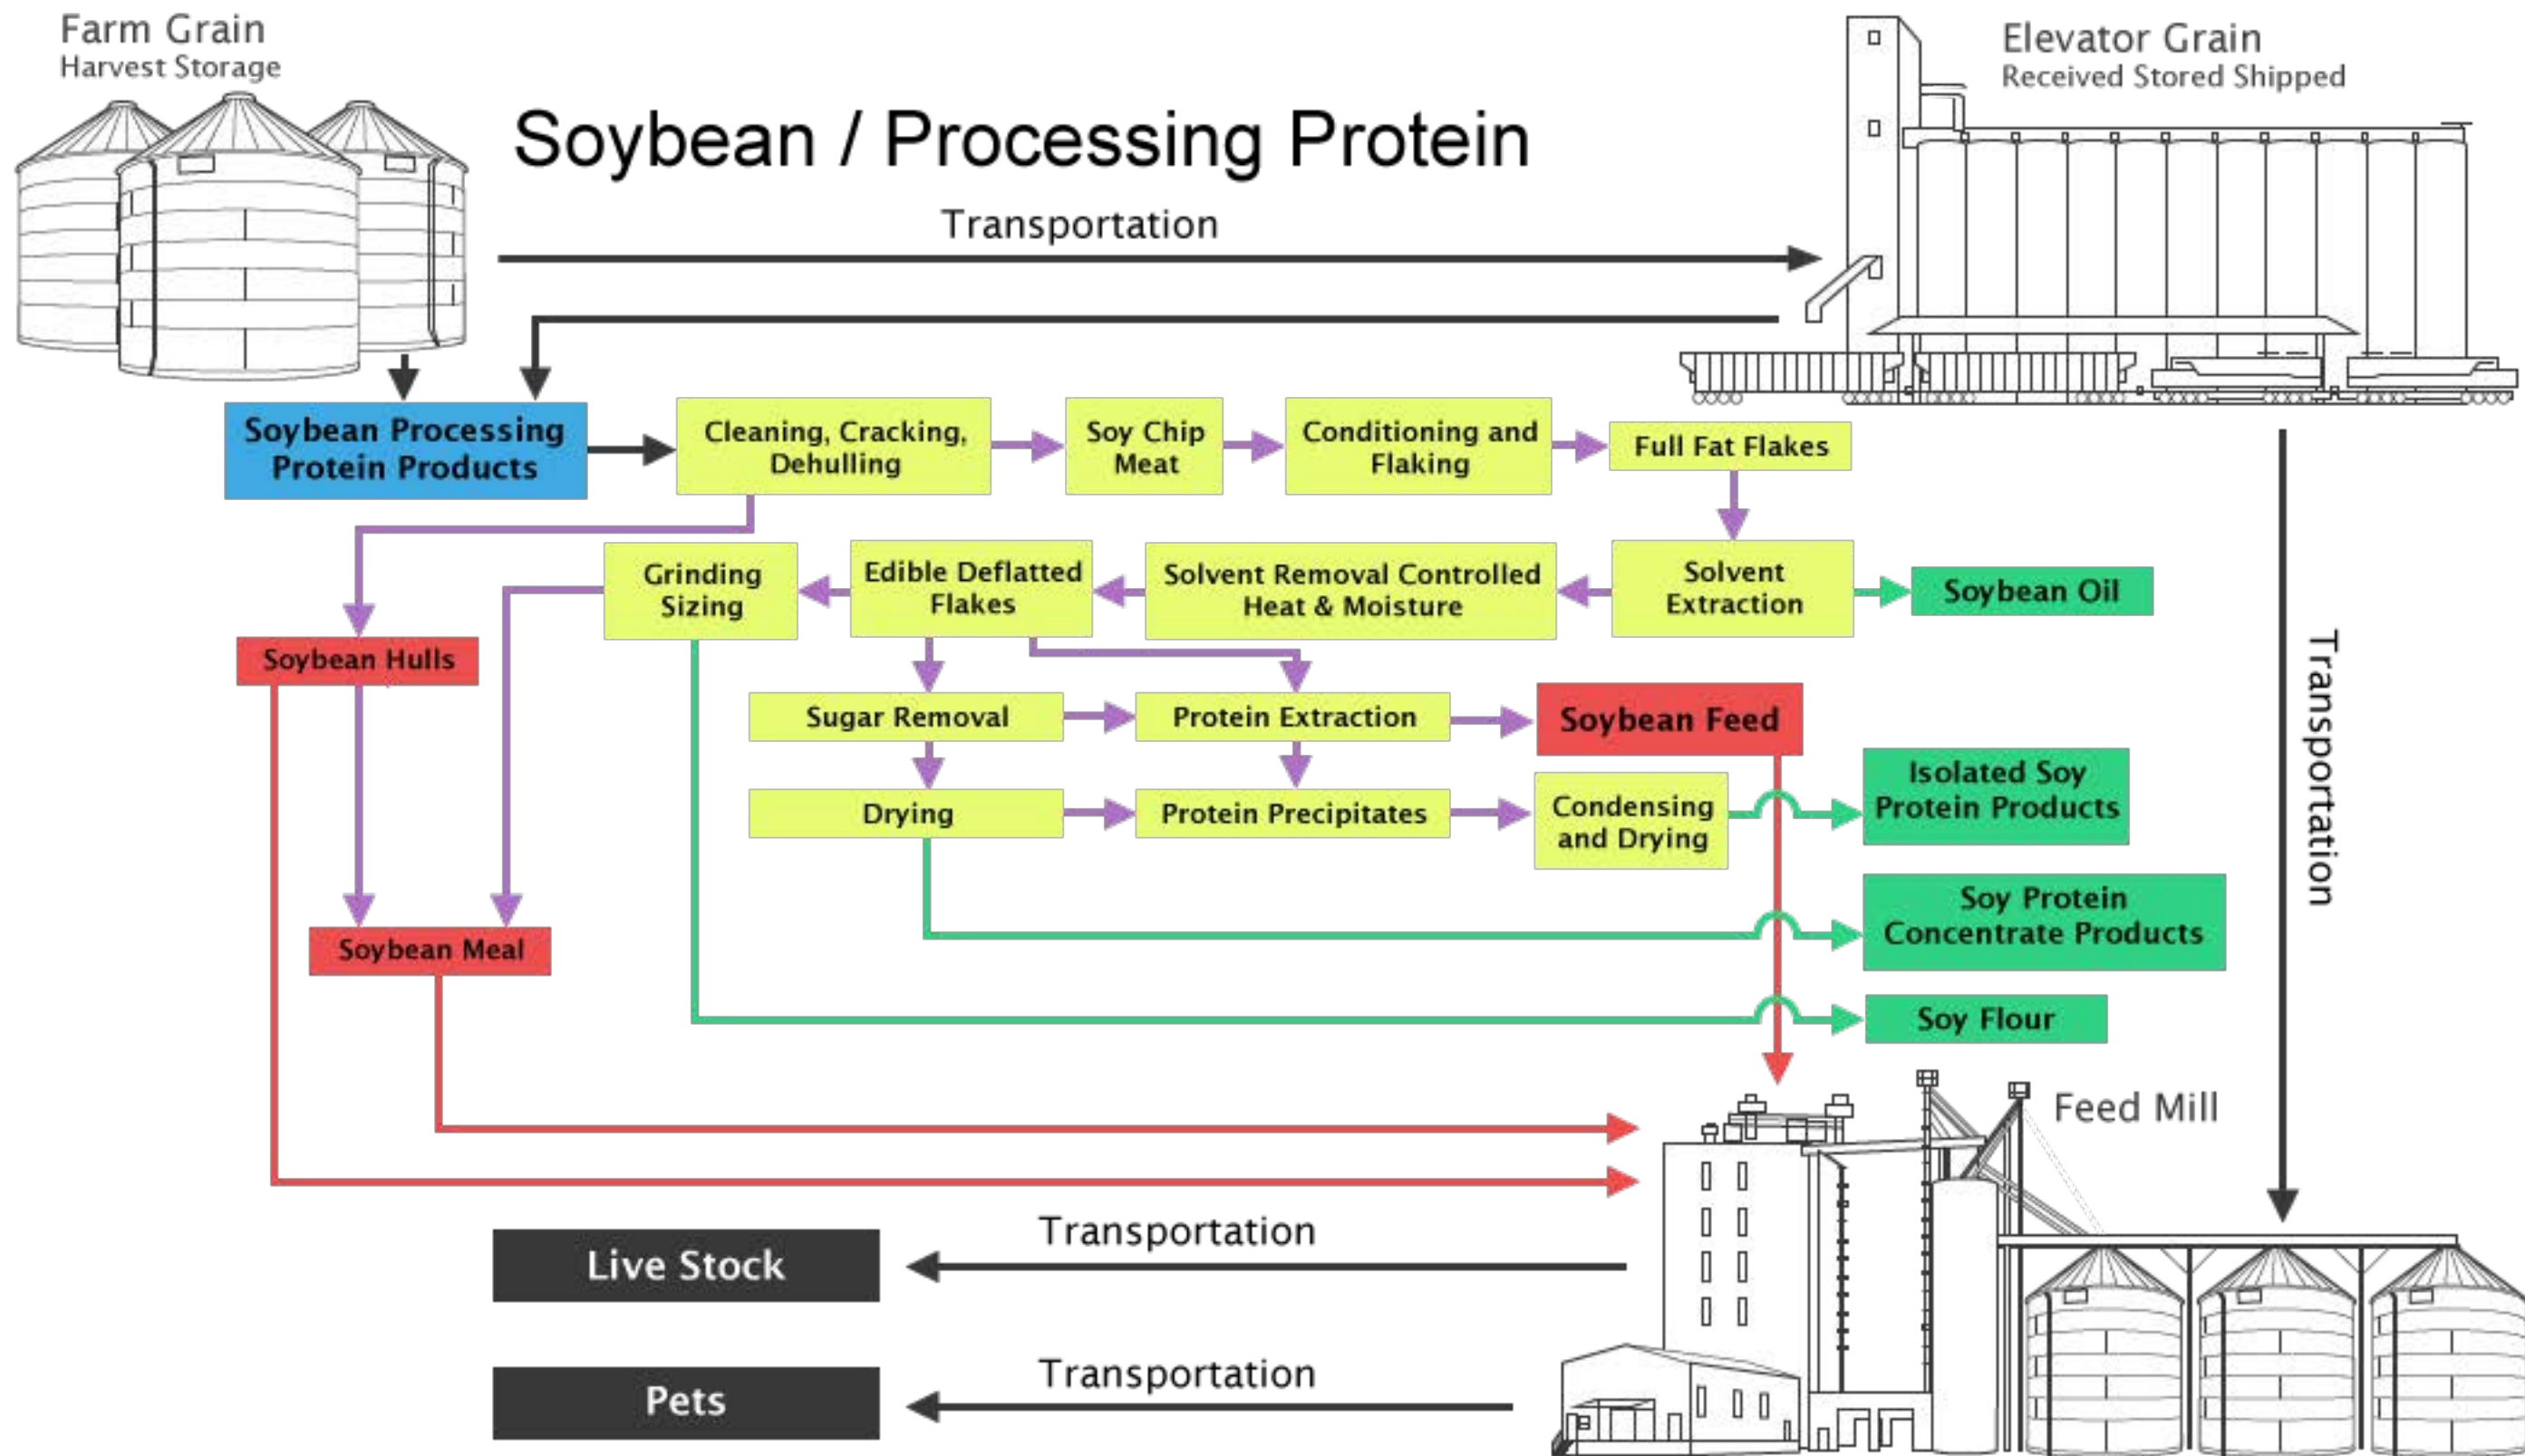 Farm Grain
Harvest Storage
Elevator Grain
Received Stored Shipped
Soybean / Processing Protein
Transportation
Soybean Processing
Protein Products
Cleaning, Cracking,
Dehulling
Soy Chip
Meat
Conditioning and
Flaking
Full Fat Flakes
Grinding
Sizing
Edible Deflatted
Flakes
Solvent Removal Controlled
Heat & Moisture
Solvent
Extraction
Soybean Oil
Soybean Hulls
Sugar Removal
Protein Extraction
Soybean Feed
Transportation
Drying
Protein Precipitates
Condensing
and Drying
Isolated Soy
Protein Products
Soy Protein
Concentrate Products
Soybean Meal
Soy Flour
Feed Mill
Transportation
Live Stock
Transportation
Pets